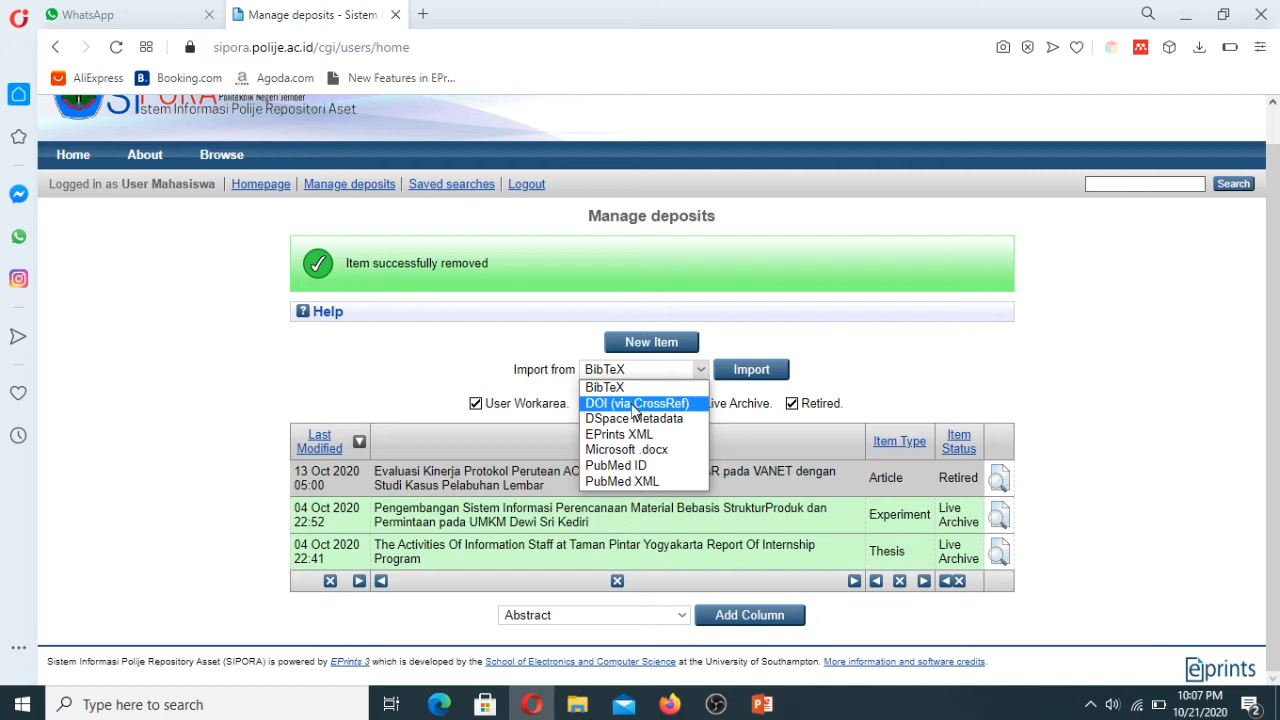 WhatsApp
Manage deposits - Sistem
sipora.polije.ac.id/cgi/users/home
AliExpress
Booking.com
Agoda.com
New Features in EPr...
Politeknik Negeri Jember
Sistem Informasi Polije Repositori Aset
Home
About
Browse
Logged in as User Mahasiswa
Homepage
Manage deposits
Saved searches
Logout
Search
Manage deposits
Item successfully removed
Help
New Item
Import from
BibTeX
Import
BibTeX
DOI (via CrossRef)
DSpace Metadata
EPrints XML
Microsoft .docx
PubMed ID
PubMed XML
User Workarea.
Live Archive.
Retired.
Last
Modified
Item Type
Item
Status
13 Oct 2020
05:00
Evaluasi Kinerja Protokol Perutean AO
R pada VANET dengan
Studi Kasus Pelabuhan Lembar
Article
Retired
04 Oct 2020
22:52
Pengembangan Sistem Informasi Perencanaan Material Bebasis StrukturProduk dan
Permintaan pada UMKM Dewi Sri Kediri
Experiment
Live
Archive
04 Oct 2020
22:41
The Activities Of Information Staff at Taman Pintar Yogyakarta Report Of Internship
Program
Thesis
Live
Archive
Abstract
Add Column
Sistem Informasi Polije Repository Asset (SIPORA) is powered by EPrints 3 which is developed by the School of Electronics and Computer Science at the University of Southampton. More information and software credits.
eprints
Type here to search
10:07 PM
10/21/2020
2